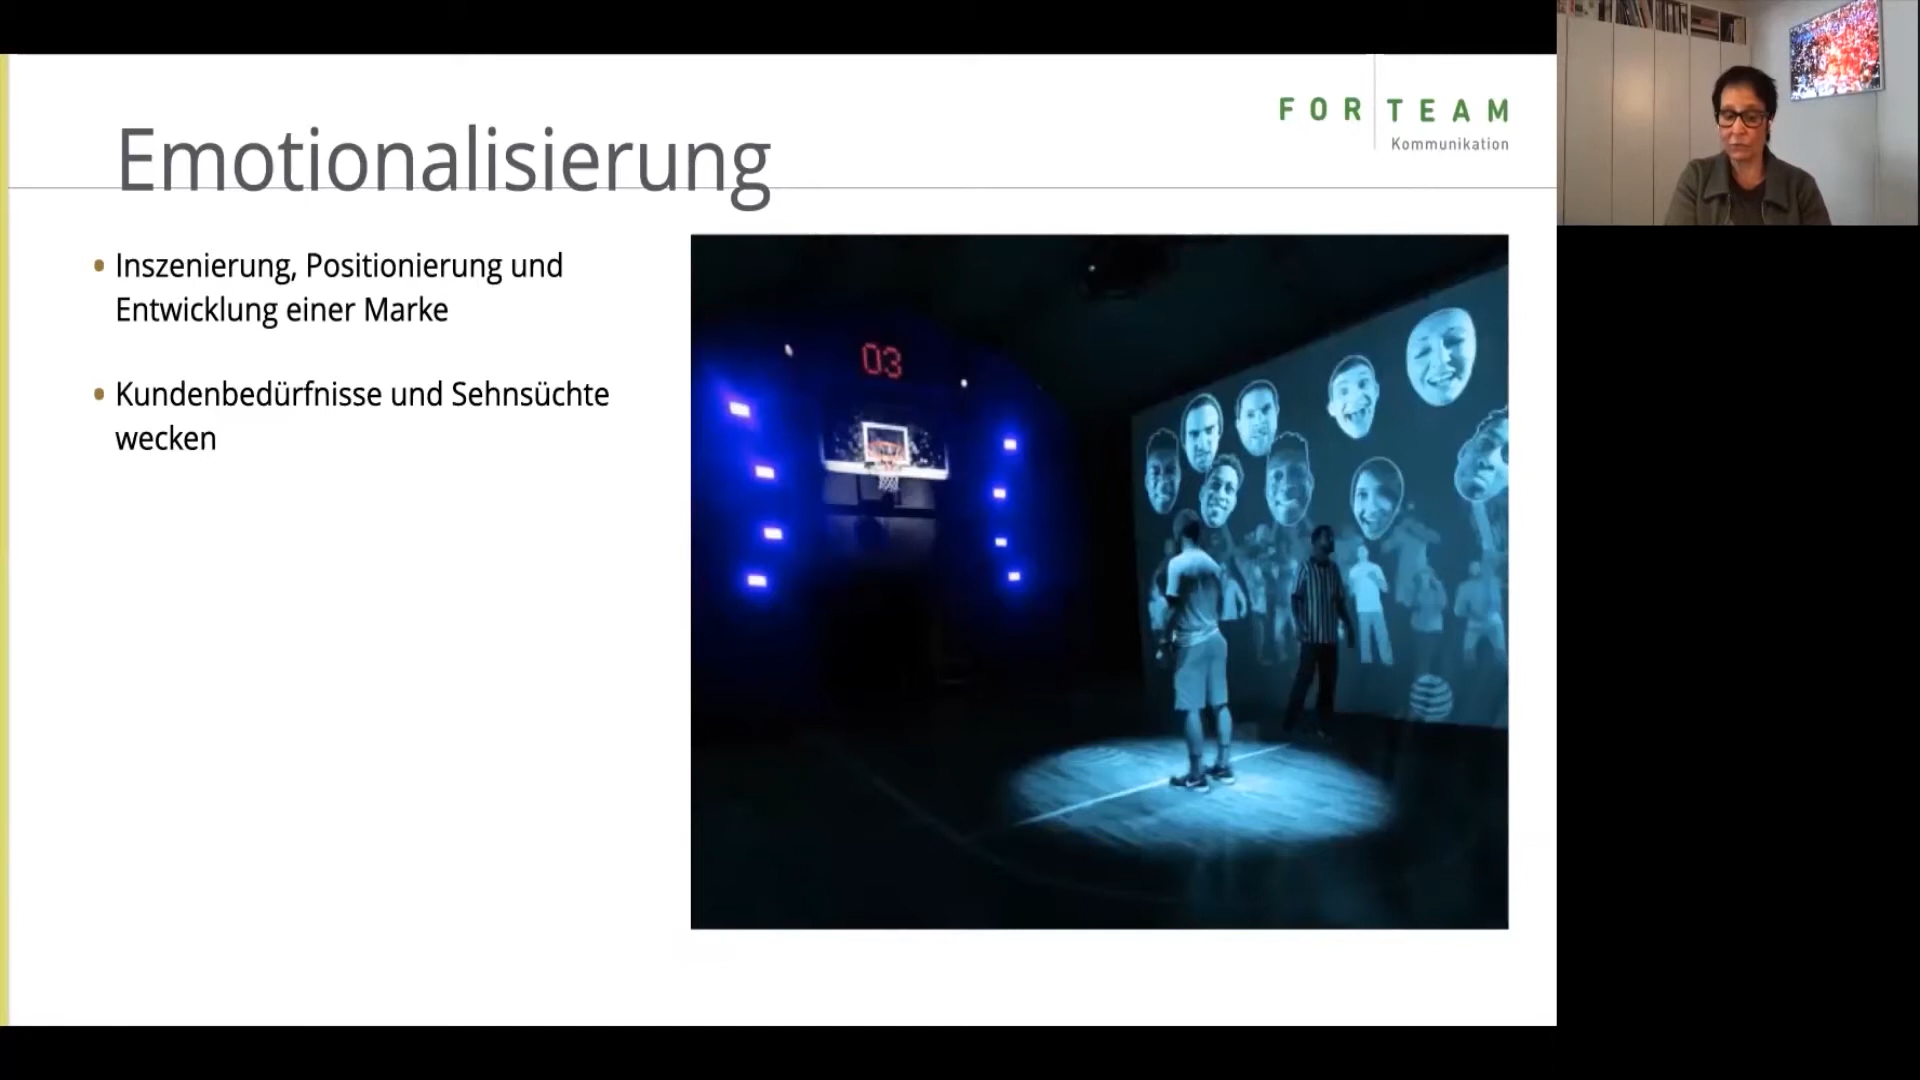 FOR TEAM
Kommunikation
Emotionalisierung
• Inszenierung, Positionierung und
Entwicklung einer Marke
• Kundenbedürfnisse und Sehnsüchte
wecken
03